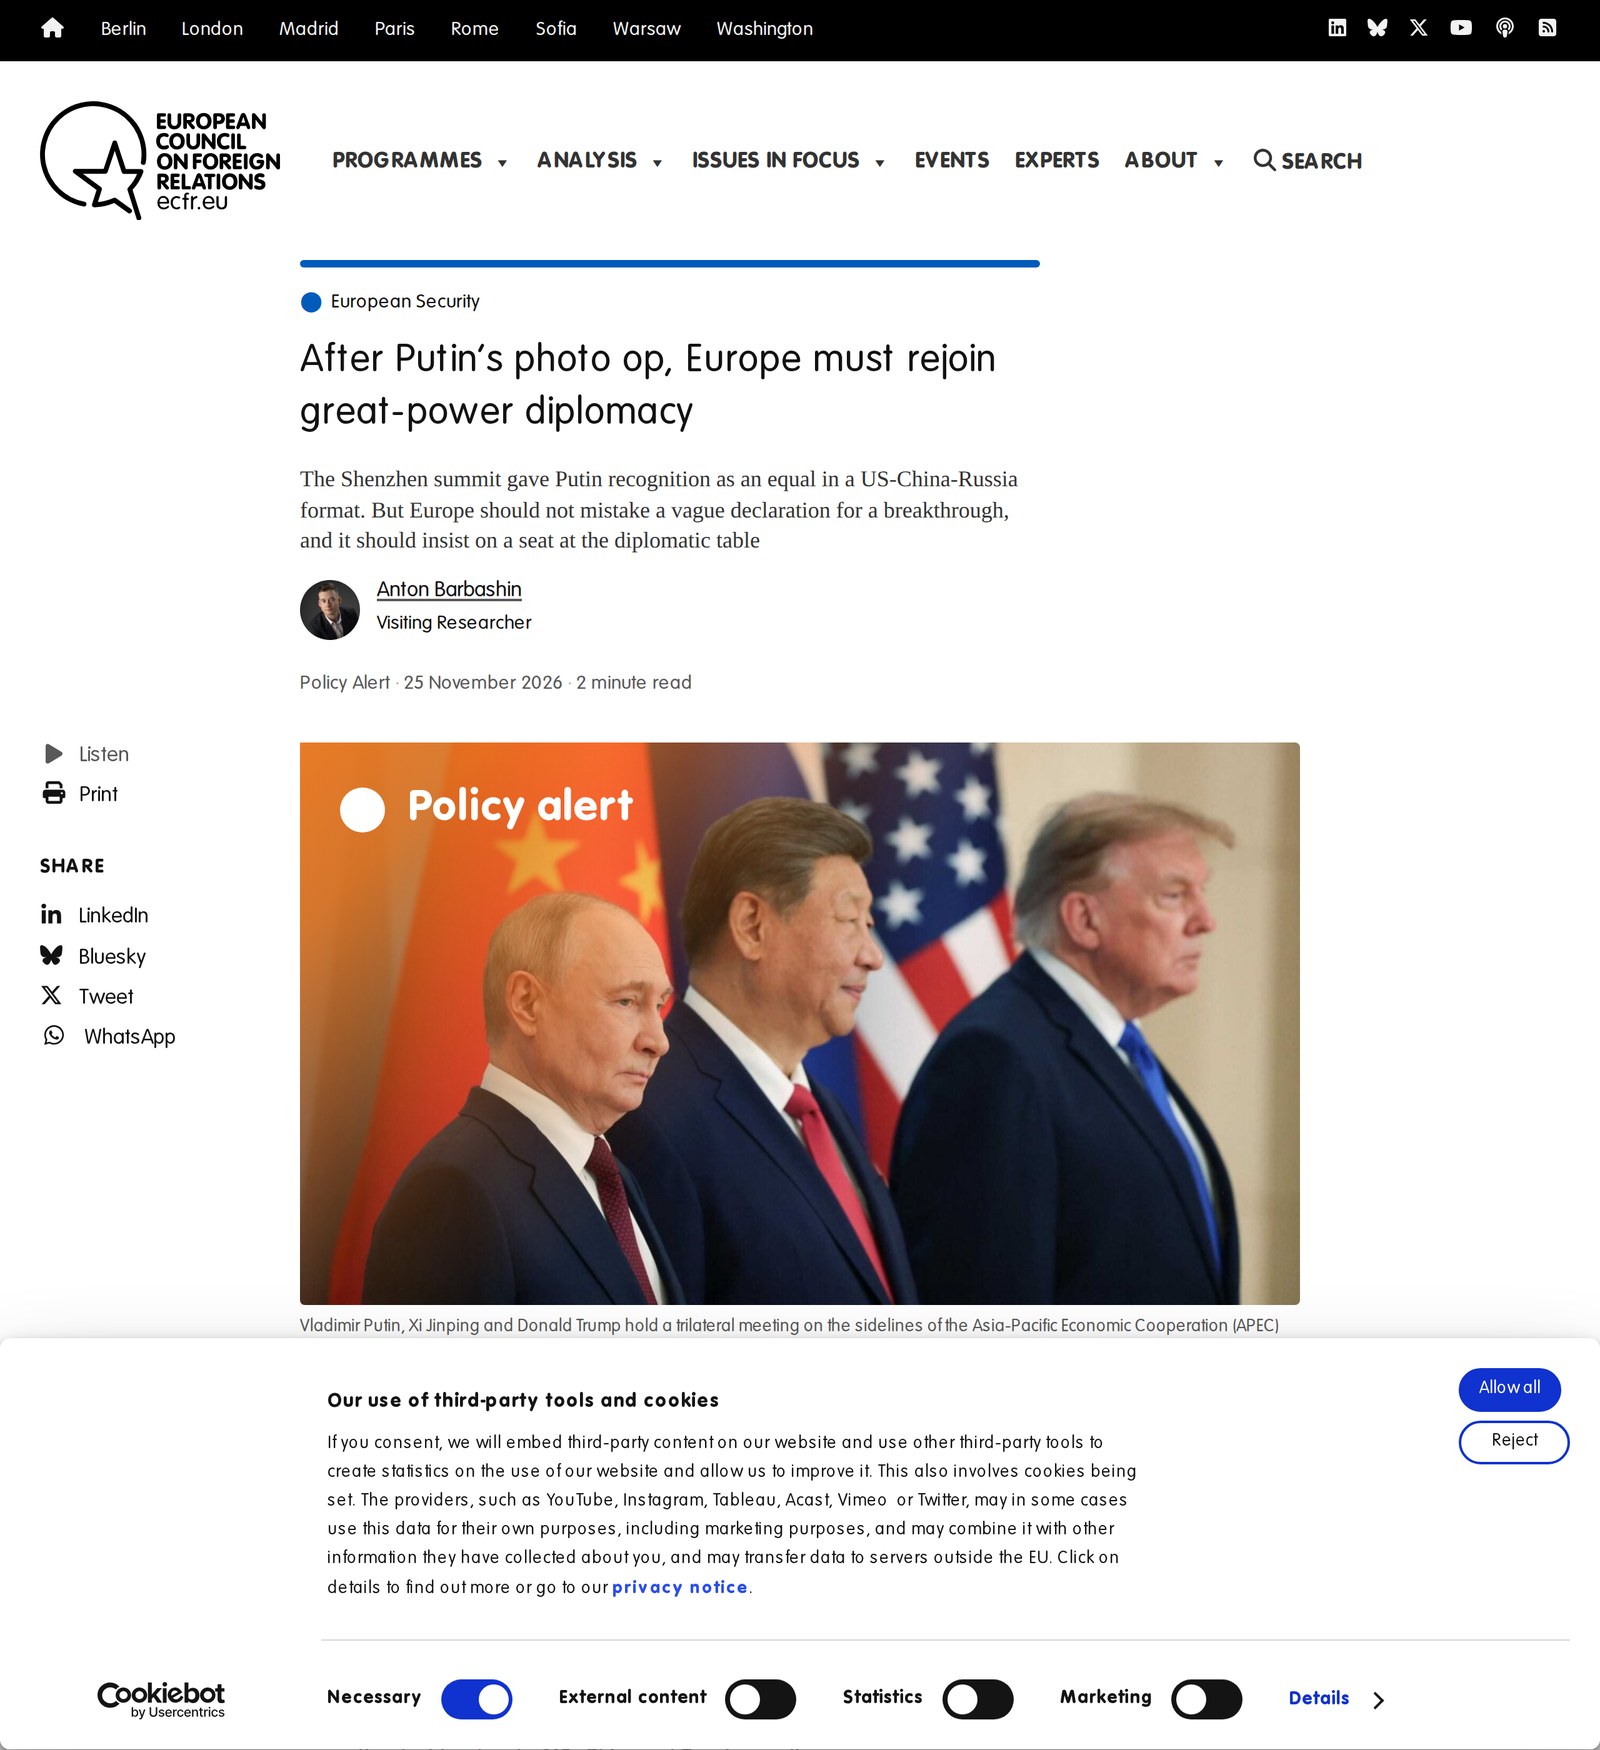 Berlin London Madrid Paris Rome Sofia Warsaw Washington
EUROPEAN
COUNCIL
ON FOREIGN
RELATIONS
ecfr.eu
PROGRAMMES ANALYSIS ISSUES IN FOCUS EVENTS EXPERTS ABOUT SEARCH
European Security
After Putin’s photo op, Europe must rejoin
great-power diplomacy
The Shenzhen summit gave Putin recognition as an equal in a US-China-Russia
format. But Europe should not mistake a vague declaration for a breakthrough,
and it should insist on a seat at the diplomatic table
Anton Barbashin
Visiting Researcher
Policy Alert · 25 November 2026 · 2 minute read
Listen
Print
SHARE
LinkedIn
Bluesky
Tweet
WhatsApp
Policy alert
Vladimir Putin, Xi Jinping and Donald Trump hold a trilateral meeting on the sidelines of the Asia-Pacific Economic Cooperation (APEC)
Our use of third-party tools and cookies
If you consent, we will embed third-party content on our website and use other third-party tools to
create statistics on the use of our website and allow us to improve it. This also involves cookies being
set. The providers, such as YouTube, Instagram, Tableau, Acast, Vimeo or Twitter, may in some cases
use this data for their own purposes, including marketing purposes, and may combine it with other
information they have collected about you, and may transfer data to servers outside the EU. Click on
details to find out more or go to our privacy notice.
Allow all
Reject
Cookiebot
by Usercentrics
Necessary External content Statistics Marketing Details